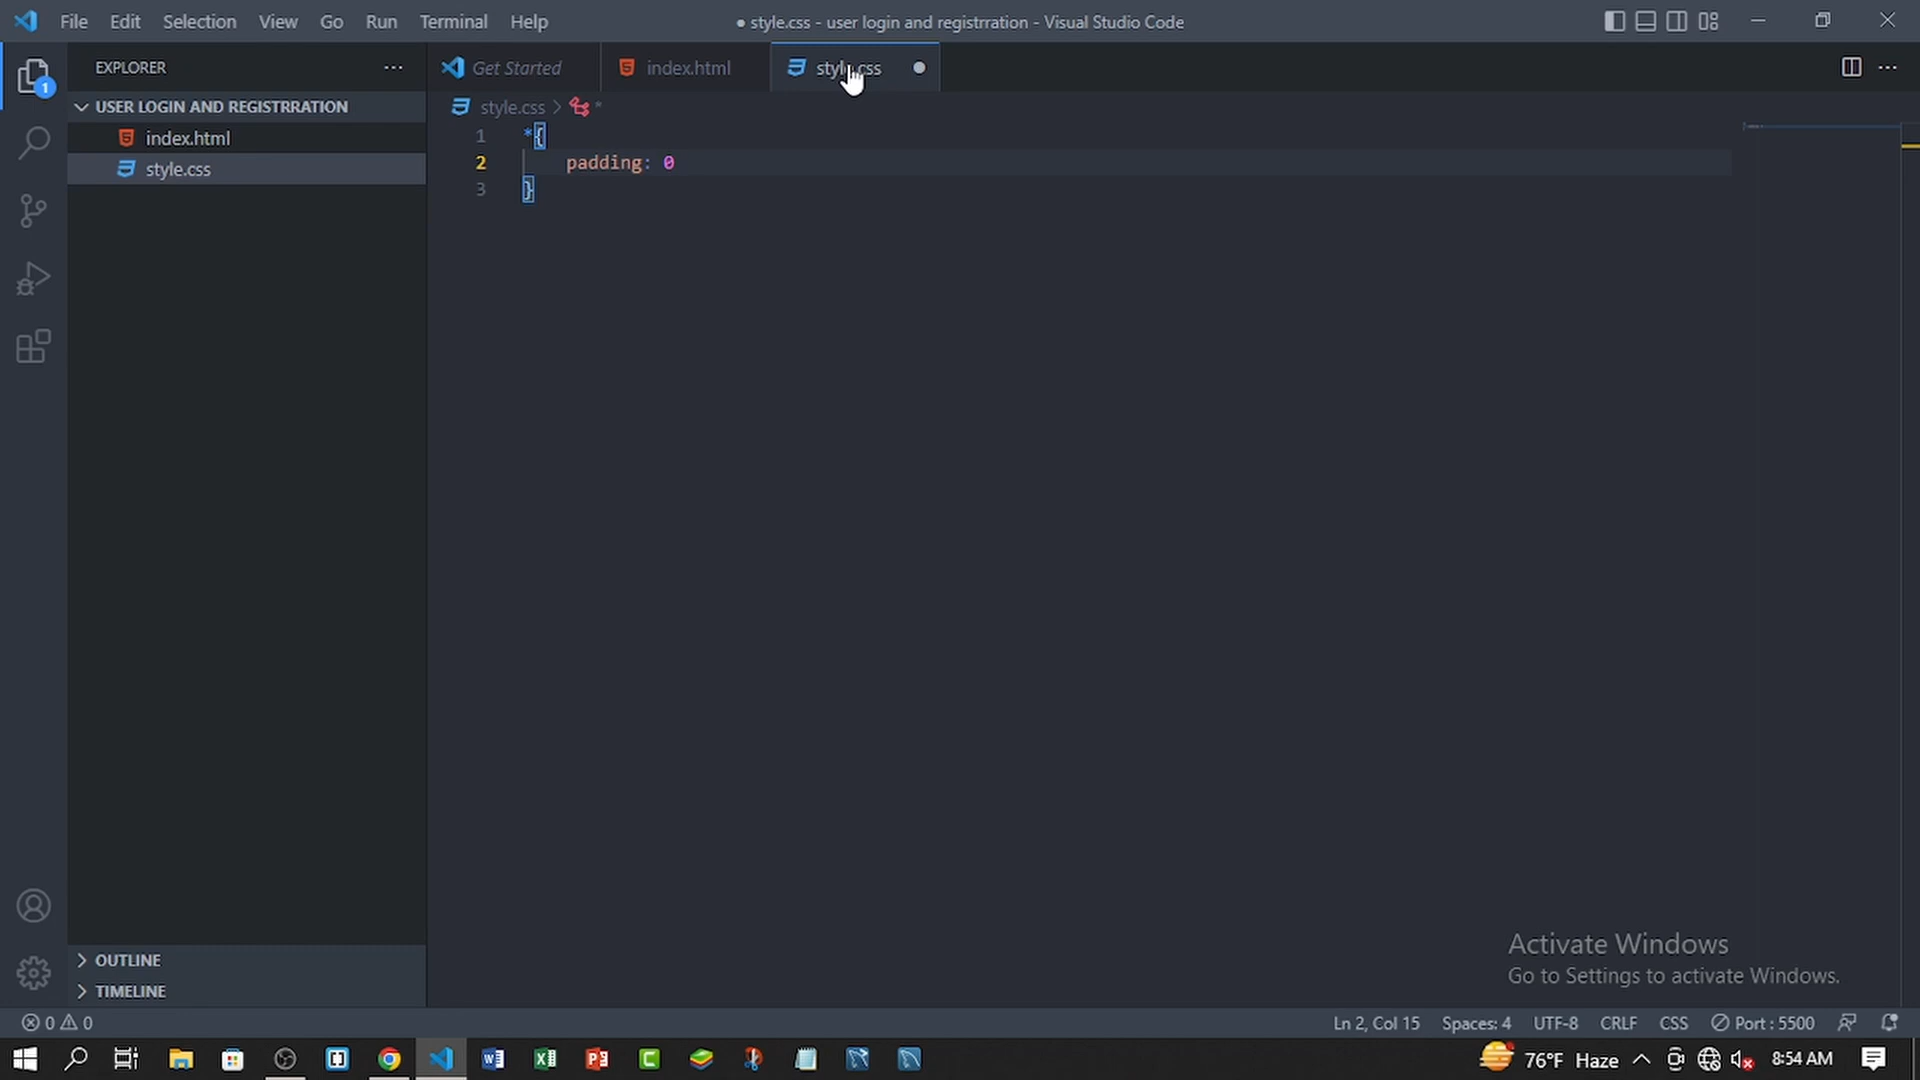 File Edit Selection View Go Run Terminal Help
● style.css - user login and registrration - Visual Studio Code
EXPLORER
1
USER LOGIN AND REGISTRRATION
index.html
style.css
OUTLINE
TIMELINE
Get Started
index.html
style.css
style.css > *
1 *{
2 padding: 0
3 }
Activate Windows
Go to Settings to activate Windows.
0 0
Ln 2, Col 15 Spaces: 4 UTF-8 CRLF CSS Port : 5500
76°F Haze 8:54 AM